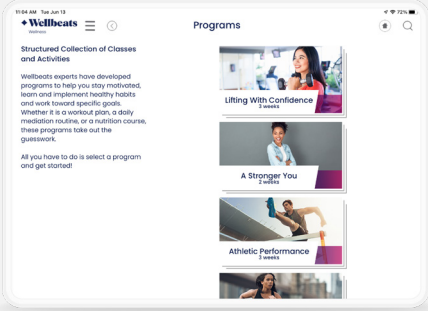 11:04 AM Tue Jun 13
72%
Wellbeats
Wellness
Programs
Structured Collection of Classes
and Activities
Wellbeats experts have developed
programs to help you stay motivated,
learn and implement healthy habits
and work toward specific goals.
Whether it is a workout plan, a daily
mediation routine, or a nutrition course,
these programs take out the
guesswork.
All you have to do is select a program
and get started!
Lifting With Confidence
3 weeks
A Stronger You
2 weeks
Athletic Performance
3 weeks